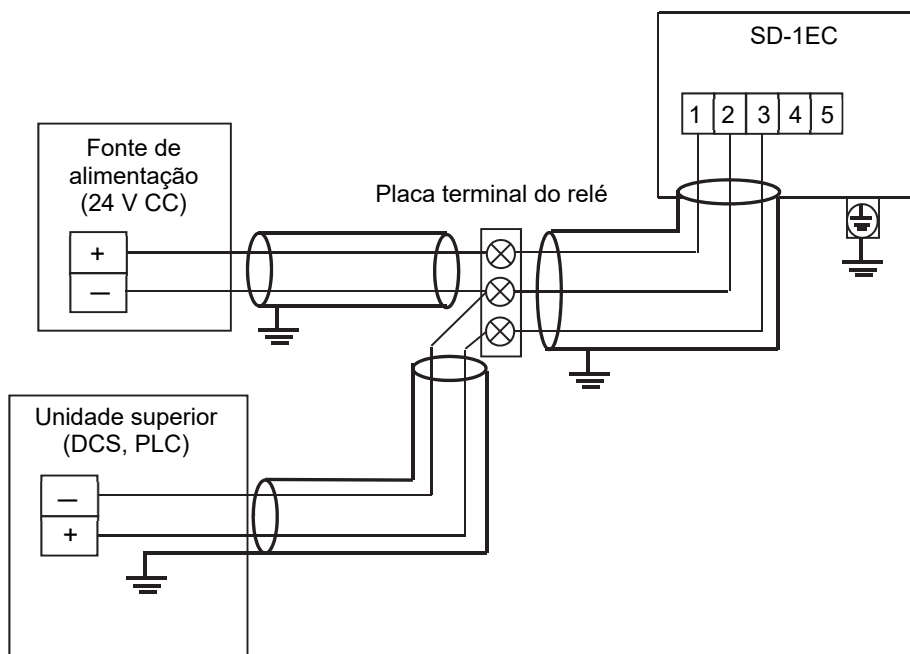 SD-1EC
1 2 3 4 5
Fonte de
alimentação
(24 V CC)
+
—
Placa terminal do relé
Unidade superior
(DCS, PLC)
—
+